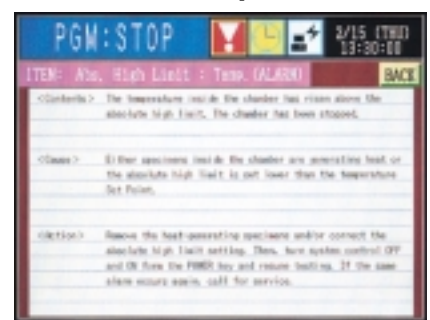 PGM:STOP
2/15 (THU)
13:30:00
ITEM: Abs. High Limit : Temp. (ALARM)
BACK
<Contents> The temperature inside the chamber has risen above the
absolute high limit. The chamber has been stopped.
<Cause> Either specimens inside the chamber are generating heat or
the absolute high limit is set lower than the temperature
Set Point.
<Action> Remove the heat-generating specimens and/or correct the
absolute high limit setting. Then, turn system control OFF
and ON form the POWER key and resume testing. If the same
alarm occurs again, call for service.